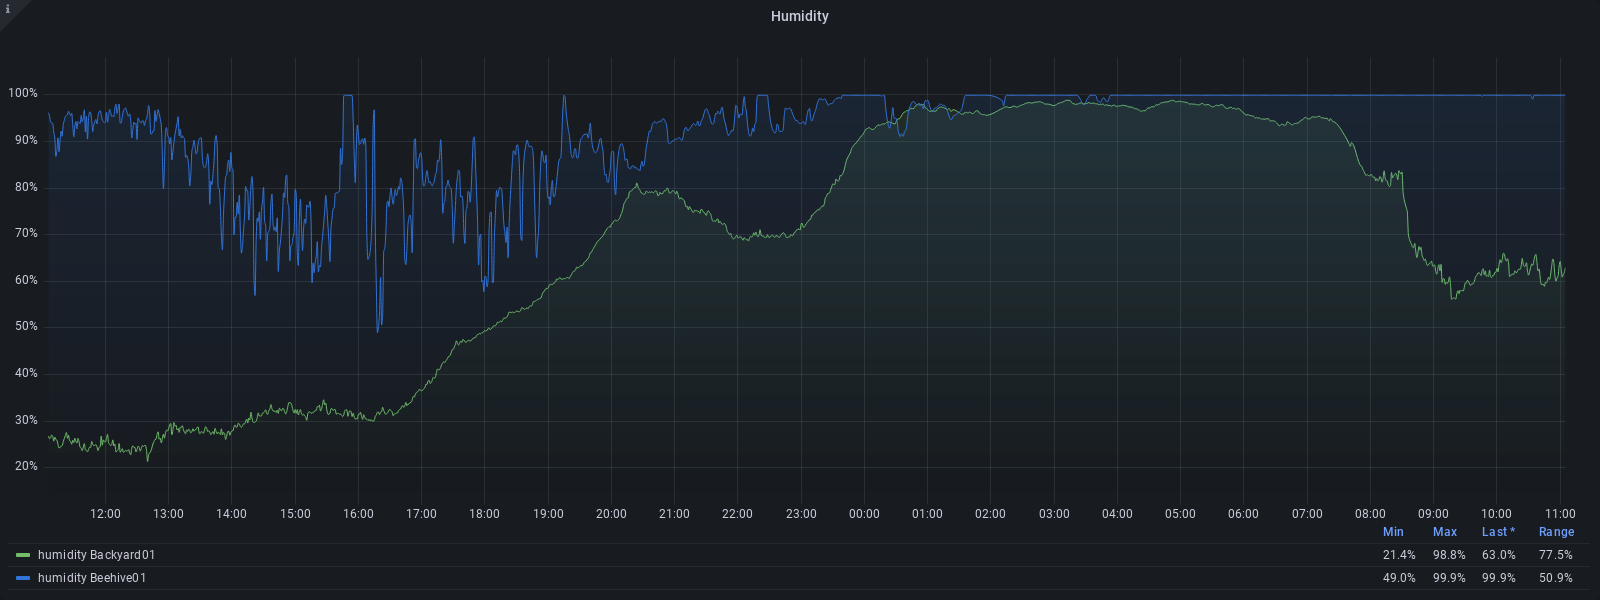 i
Humidity
100%
90%
80%
70%
60%
50%
40%
30%
20%
12:00 13:00 14:00 15:00 16:00 17:00 18:00 19:00 20:00 21:00 22:00 23:00 00:00 01:00 02:00 03:00 04:00 05:00 06:00 07:00 08:00 09:00 10:00 11:00
Min Max Last * Range
humidity Backyard01 21.4% 98.8% 63.0% 77.5%
humidity Beehive01 49.0% 99.9% 99.9% 50.9%